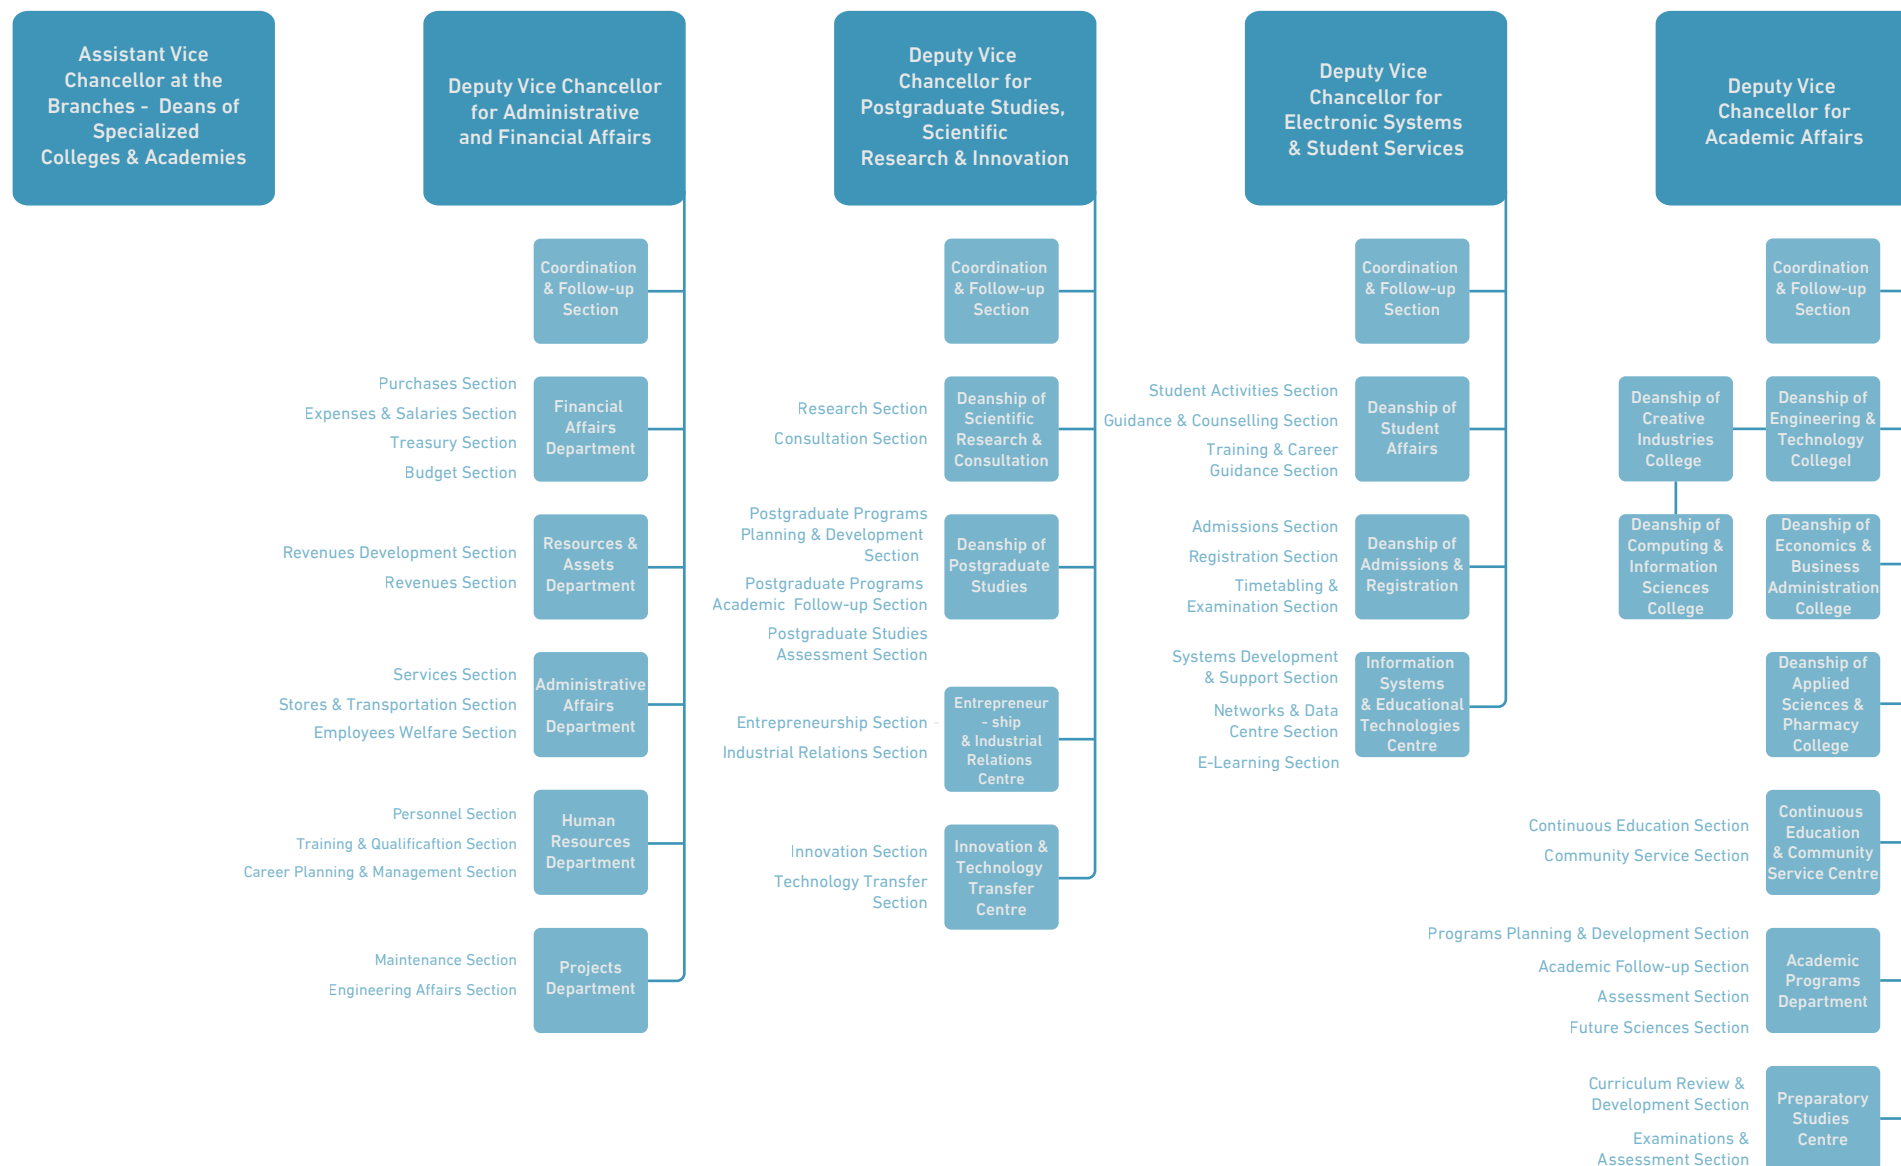 Assistant Vice
Chancellor at the
Branches - Deans of
Specialized
Colleges & Academies
Deputy Vice Chancellor
for Administrative
and Financial Affairs
Coordination
& Follow-up
Section
Purchases Section
Expenses & Salaries Section
Treasury Section
Budget Section
Financial
Affairs
Department
Revenues Development Section
Revenues Section
Resources &
Assets
Department
Services Section
Stores & Transportation Section
Employees Welfare Section
Administrative
Affairs
Department
Personnel Section
Training & Qualificaftion Section
Career Planning & Management Section
Human
Resources
Department
Maintenance Section
Engineering Affairs Section
Projects
Department
Deputy Vice
Chancellor for
Postgraduate Studies,
Scientific
Research & Innovation
Coordination
& Follow-up
Section
Research Section
Consultation Section
Deanship of
Scientific
Research &
Consultation
Postgraduate Programs
Planning & Development
Section
Postgraduate Programs
Academic Follow-up Section
Postgraduate Studies
Assessment Section
Deanship of
Postgraduate
Studies
Entrepreneurship Section -
Industrial Relations Section
Entrepreneur
- ship
& Industrial
Relations
Centre
Innovation Section
Technology Transfer
Section
Innovation &
Technology
Transfer
Centre
Deputy Vice
Chancellor for
Electronic Systems
& Student Services
Coordination
& Follow-up
Section
Student Activities Section
Guidance & Counselling Section
Training & Career
Guidance Section
Deanship of
Student
Affairs
Admissions Section
Registration Section
Timetabling &
Examination Section
Deanship of
Admissions &
Registration
Systems Development
& Support Section
Networks & Data
Centre Section
E-Learning Section
Information
Systems
& Educational
Technologies
Centre
Deputy Vice
Chancellor for
Academic Affairs
Coordination
& Follow-up
Section
Deanship of
Creative
Industries
College
Deanship of
Engineering &
Technology
Collegel
Deanship of
Computing &
Information
Sciences
College
Deanship of
Economics &
Business
Administration
College
Deanship of
Applied
Sciences &
Pharmacy
College
Continuous Education Section
Community Service Section
Continuous
Education
& Community
Service Centre
Programs Planning & Development Section
Academic Follow-up Section
Assessment Section
Future Sciences Section
Academic
Programs
Department
Curriculum Review &
Development Section
Examinations &
Assessment Section
Preparatory
Studies
Centre